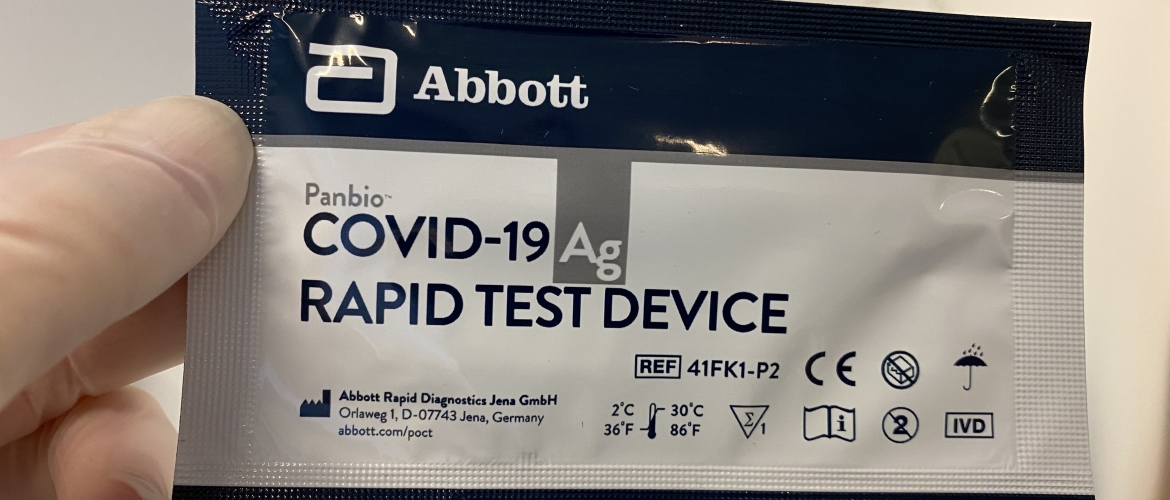 Abbott
Panbio™
COVID-19 Ag
RAPID TEST DEVICE
REF 41FK1-P2 CE
Abbott Rapid Diagnostics Jena GmbH
Orlaweg 1, D-07743 Jena, Germany
abbott.com/poct
2°C 30°C
36°F 86°F
Σ 1
i
2
IVD